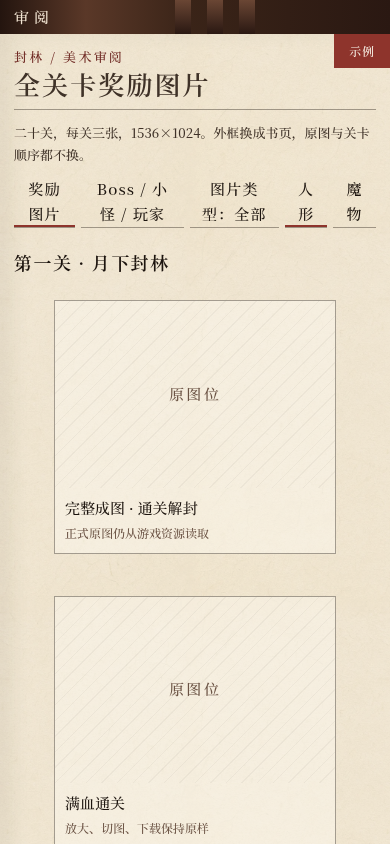 审阅
示例
封林 / 美术审阅
全关卡奖励图片
二十关，每关三张，1536×1024。外框换成书页，原图与关卡
顺序都不换。
奖励
图片
Boss / 小
怪 / 玩家
图片类
型：全部
人
形
魔
物
第一关 · 月下封林
原图位
完整成图 · 通关解封
正式原图仍从游戏资源读取
原图位
满血通关
放大、切图、下载保持原样